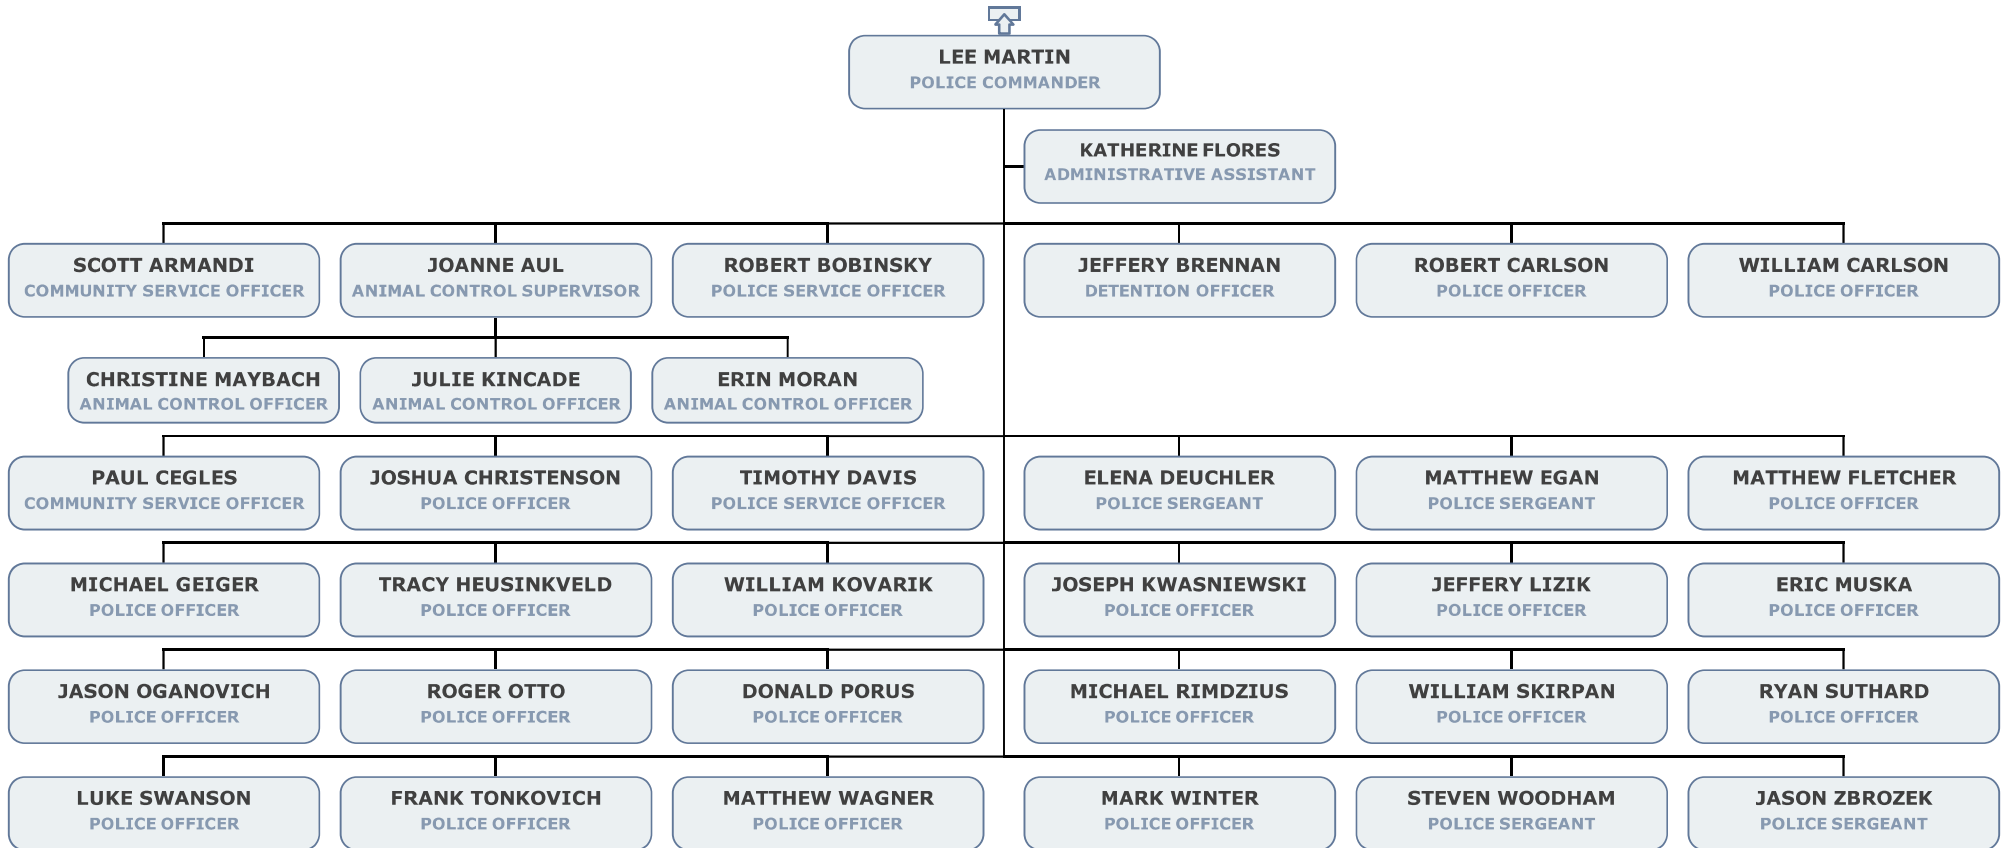 LEE MARTIN
POLICE COMMANDER
KATHERINE FLORES
ADMINISTRATIVE ASSISTANT
SCOTT ARMANDI
COMMUNITY SERVICE OFFICER
JOANNE AUL
ANIMAL CONTROL SUPERVISOR
ROBERT BOBINSKY
POLICE SERVICE OFFICER
JEFFERY BRENNAN
DETENTION OFFICER
ROBERT CARLSON
POLICE OFFICER
WILLIAM CARLSON
POLICE OFFICER
CHRISTINE MAYBACH
ANIMAL CONTROL OFFICER
JULIE KINCADE
ANIMAL CONTROL OFFICER
ERIN MORAN
ANIMAL CONTROL OFFICER
PAUL CEGLES
COMMUNITY SERVICE OFFICER
JOSHUA CHRISTENSON
POLICE OFFICER
TIMOTHY DAVIS
POLICE SERVICE OFFICER
ELENA DEUCHLER
POLICE SERGEANT
MATTHEW EGAN
POLICE SERGEANT
MATTHEW FLETCHER
POLICE OFFICER
MICHAEL GEIGER
POLICE OFFICER
TRACY HEUSINKVELD
POLICE OFFICER
WILLIAM KOVARIK
POLICE OFFICER
JOSEPH KWASNIEWSKI
POLICE OFFICER
JEFFERY LIZIK
POLICE OFFICER
ERIC MUSKA
POLICE OFFICER
JASON OGANOVICH
POLICE OFFICER
ROGER OTTO
POLICE OFFICER
DONALD PORUS
POLICE OFFICER
MICHAEL RIMDZIUS
POLICE OFFICER
WILLIAM SKIRPAN
POLICE OFFICER
RYAN SUTHARD
POLICE OFFICER
LUKE SWANSON
POLICE OFFICER
FRANK TONKOVICH
POLICE OFFICER
MATTHEW WAGNER
POLICE OFFICER
MARK WINTER
POLICE OFFICER
STEVEN WOODHAM
POLICE SERGEANT
JASON ZBROZEK
POLICE SERGEANT